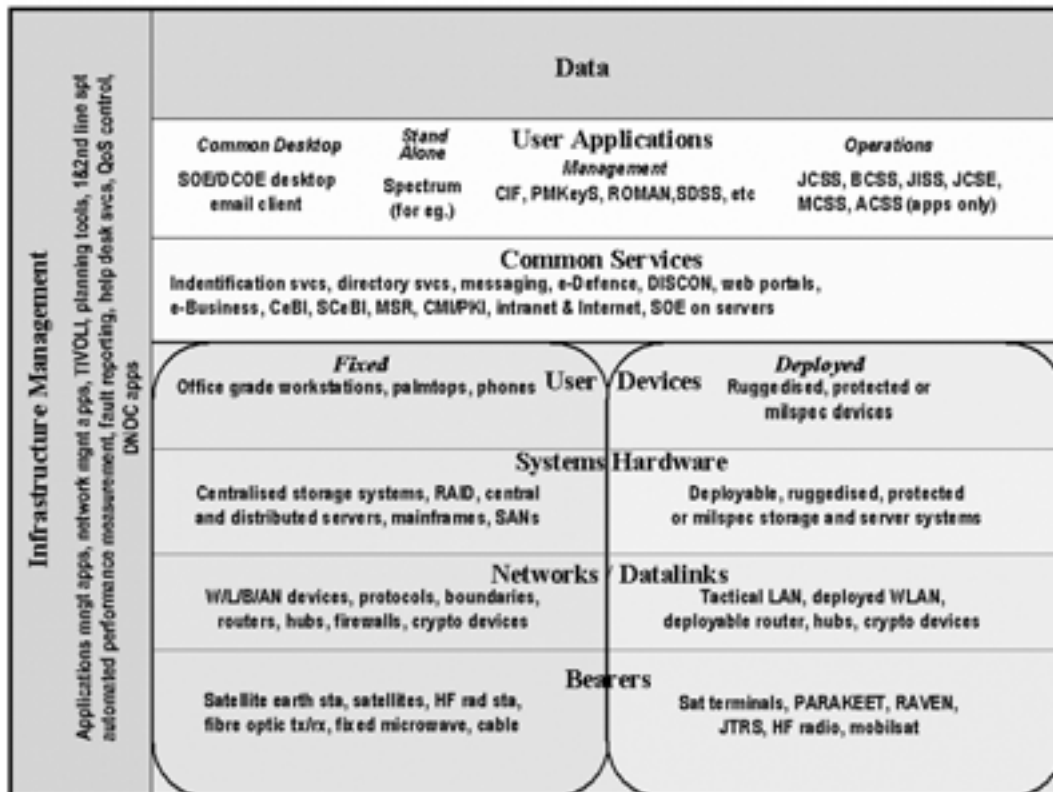 Infrastructure Management
Applications mngt apps, network mgnt apps, TIVOLI, planning tools, 1&2nd line spt
automated performance measurement, fault reporting, help desk svcs, QoS control,
DNOC apps
Data
User Applications
Common Desktop
SOE/DCOE desktop
email client
Stand
Alone
Spectrum
(for eg.)
Management
CIF, PMKeyS, ROMAN,SDSS, etc
Operations
JCSS, BCSS, JISS, JCSE,
MCSS, ACSS (apps only)
Common Services
Indentification svcs, directory svcs, messaging, e-Defence, DISCON, web portals,
e-Business, CeBI, SCeBI, MSR, CMI/PKI, intranet & Internet, SOE on servers
User Devices
Fixed
Office grade workstations, palmtops, phones
Deployed
Ruggedised, protected or
milspec devices
Systems Hardware
Centralised storage systems, RAID, central
and distributed servers, mainframes, SANs
Deployable, ruggedised, protected
or milspec storage and server systems
Networks / Datalinks
W/L/B/AN devices, protocols, boundaries,
routers, hubs, firewalls, crypto devices
Tactical LAN, deployed WLAN,
deployable router, hubs, crypto devices
Bearers
Satellite earth sta, satellites, HF rad sta,
fibre optic tx/rx, fixed microwave, cable
Sat terminals, PARAKEET, RAVEN,
JTRS, HF radio, mobilsat